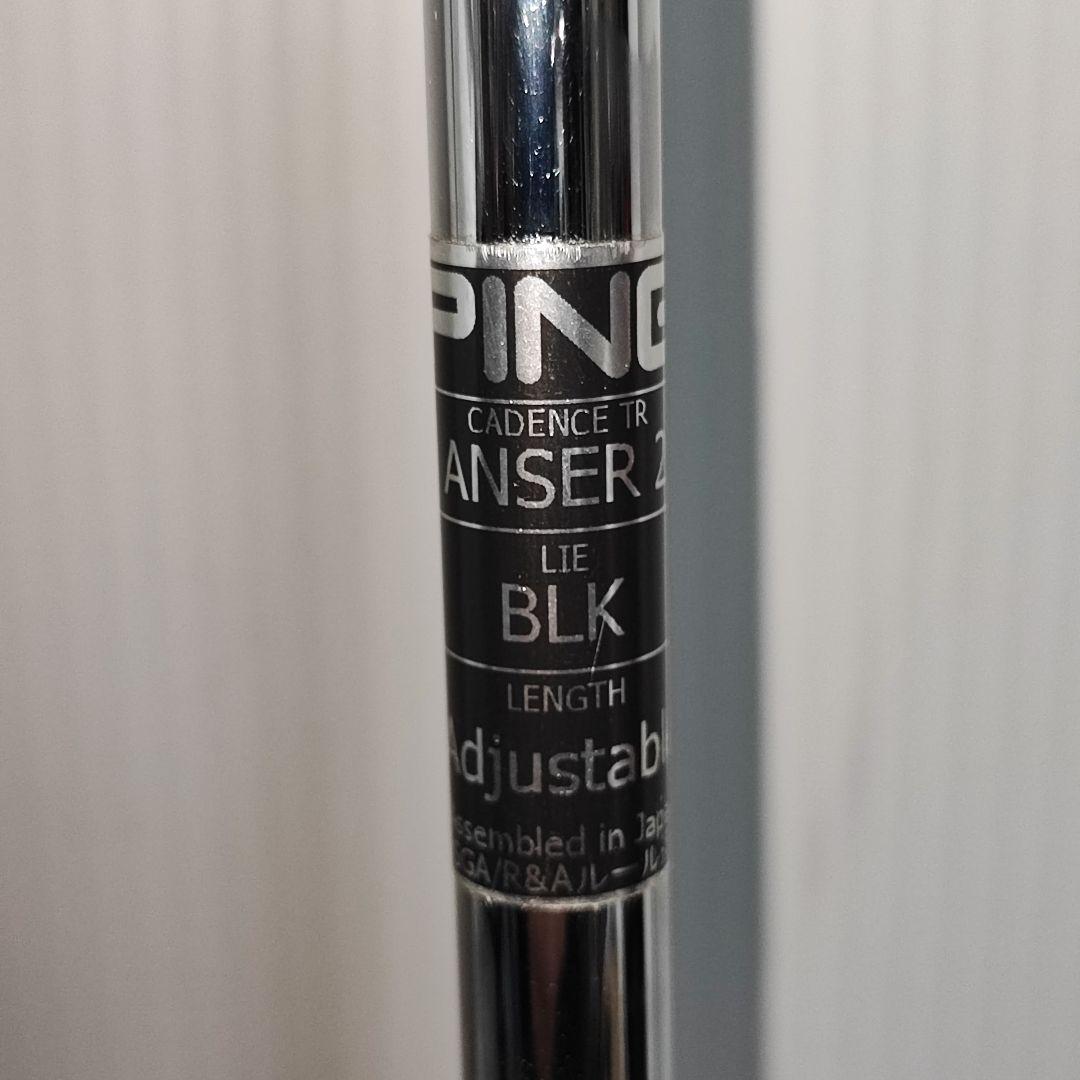 PING
CADENCE TR
ANSER 2
LIE
BLK
LENGTH
Adjustabl
ssembled in Jap
GA/R&Aルール